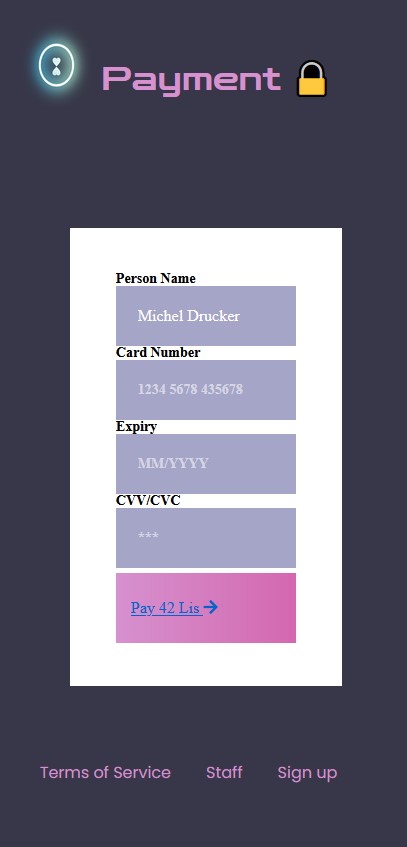 Payment
Person Name
Michel Drucker
Card Number
1234 5678 435678
Expiry
MM/YYYY
CVV/CVC
***
Pay 42 Lis
Terms of Service Staff Sign up